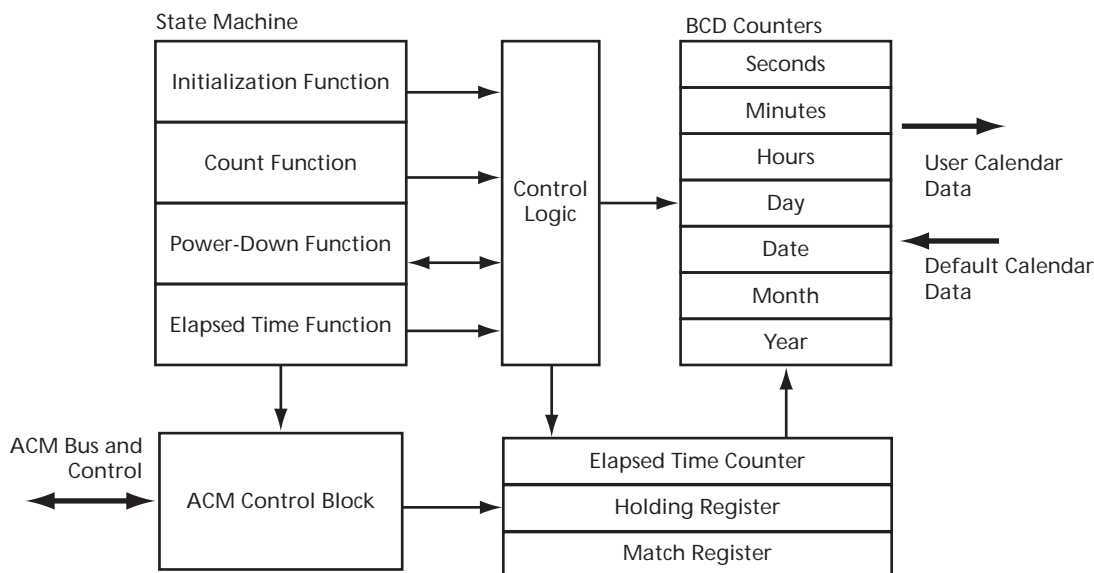 State Machine
Initialization Function
Count Function
Power-Down Function
Elapsed Time Function
Control
Logic
BCD Counters
Seconds
Minutes
Hours
Day
Date
Month
Year
User Calendar
Data
Default Calendar
Data
ACM Bus and
Control
ACM Control Block
Elapsed Time Counter
Holding Register
Match Register